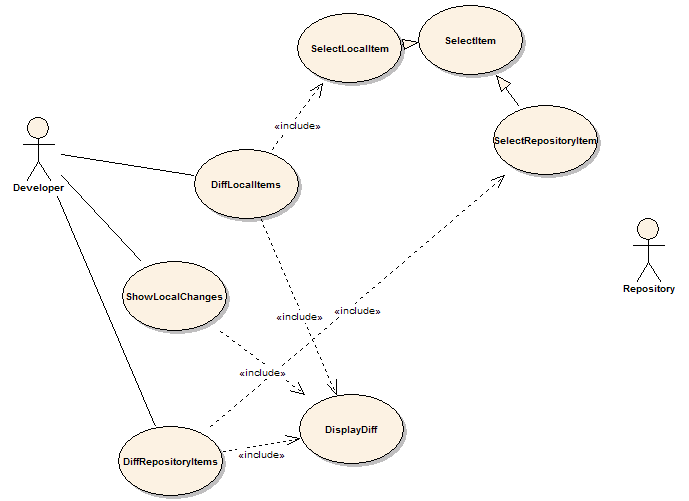 SelectLocalItem
SelectItem
«include»
SelectRepositoryItem
Developer
DiffLocalItems
Repository
ShowLocalChanges
«include»
«include»
«include»
DisplayDiff
DiffRepositoryItems
«include»